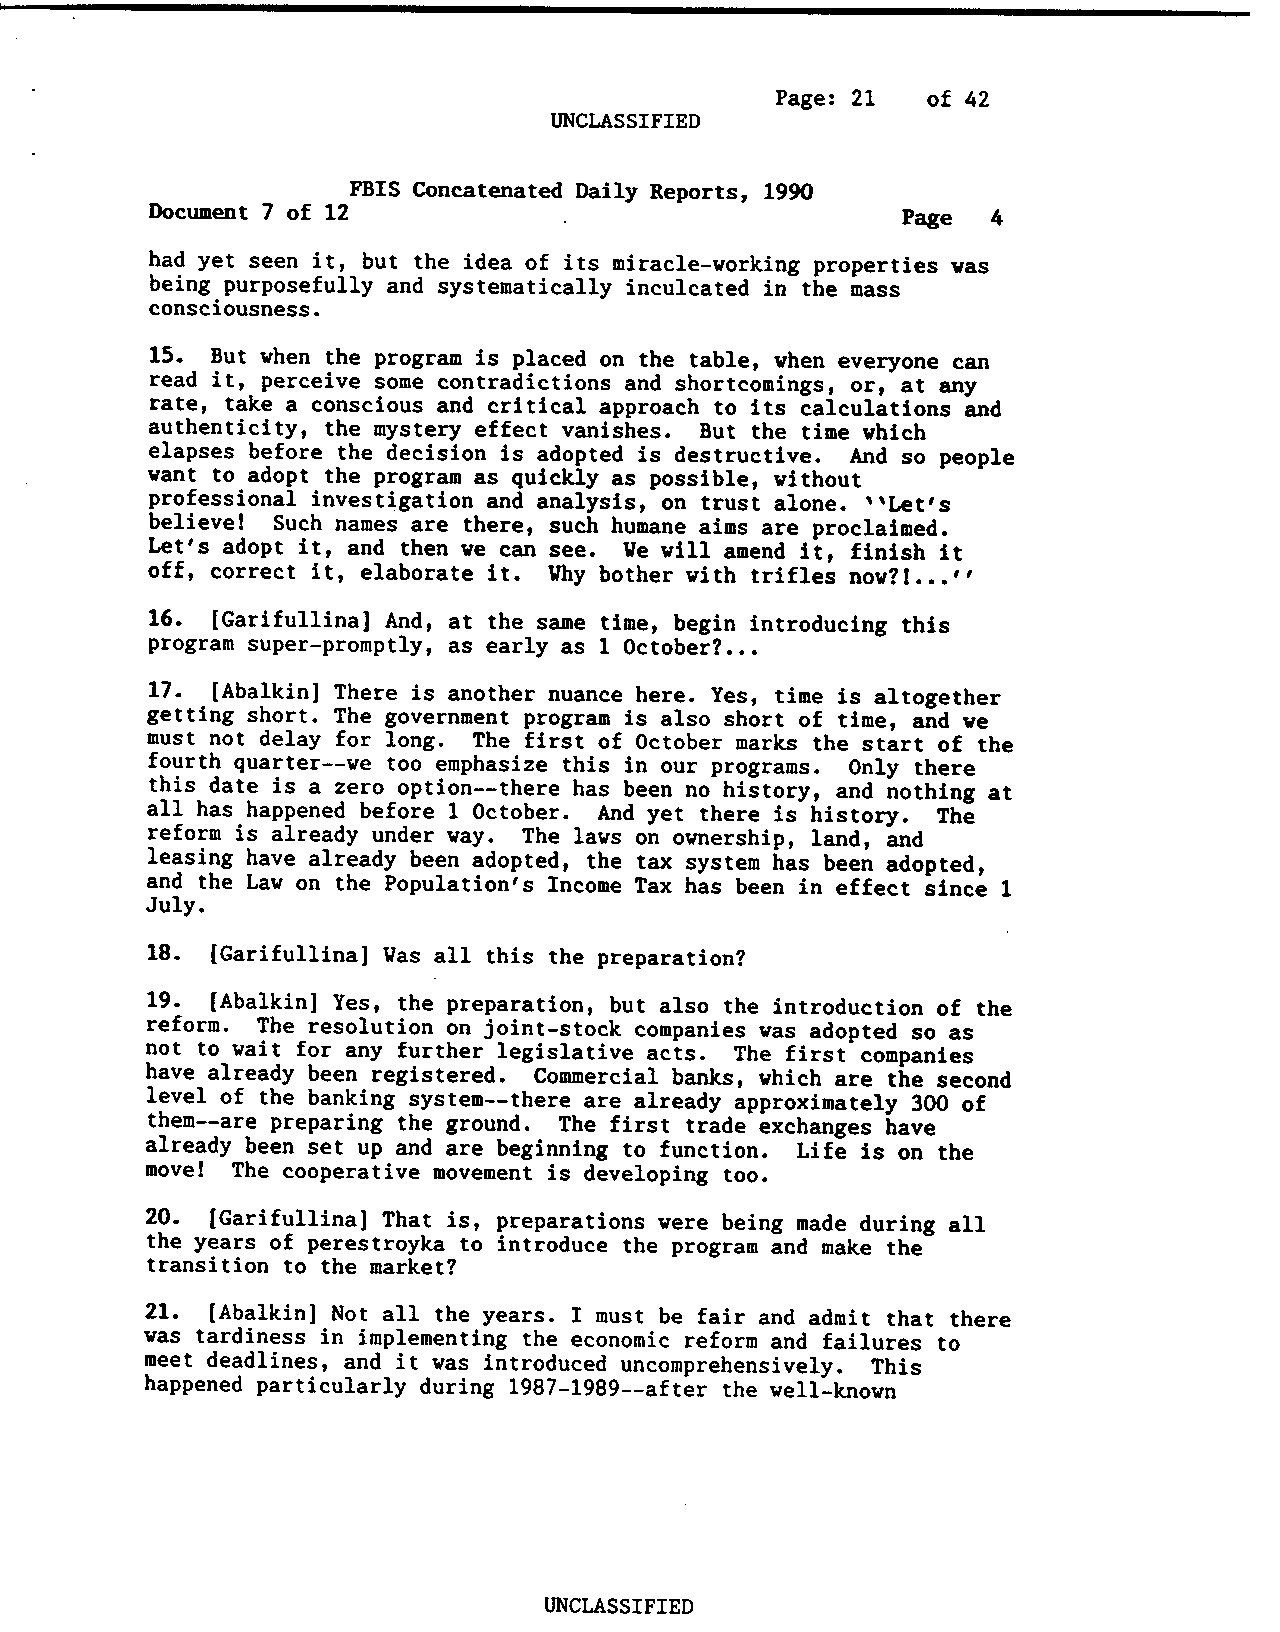 Page: 21 of 42
UNCLASSIFIED
FBIS Concatenated Daily Reports, 1990
Document 7 of 12 Page 4
had yet seen it, but the idea of its miracle-working properties was
being purposefully and systematically inculcated in the mass
consciousness.
15. But when the program is placed on the table, when everyone can
read it, perceive some contradictions and shortcomings, or, at any
rate, take a conscious and critical approach to its calculations and
authenticity, the mystery effect vanishes. But the time which
elapses before the decision is adopted is destructive. And so people
want to adopt the program as quickly as possible, without
professional investigation and analysis, on trust alone. ``Let's
believe! Such names are there, such humane aims are proclaimed.
Let's adopt it, and then we can see. We will amend it, finish it
off, correct it, elaborate it. Why bother with trifles now?!...''
16. [Garifullina] And, at the same time, begin introducing this
program super-promptly, as early as 1 October?...
17. [Abalkin] There is another nuance here. Yes, time is altogether
getting short. The government program is also short of time, and we
must not delay for long. The first of October marks the start of the
fourth quarter--we too emphasize this in our programs. Only there
this date is a zero option--there has been no history, and nothing at
all has happened before 1 October. And yet there is history. The
reform is already under way. The laws on ownership, land, and
leasing have already been adopted, the tax system has been adopted,
and the Law on the Population's Income Tax has been in effect since 1
July.
18. [Garifullina] Was all this the preparation?
19. [Abalkin] Yes, the preparation, but also the introduction of the
reform. The resolution on joint-stock companies was adopted so as
not to wait for any further legislative acts. The first companies
have already been registered. Commercial banks, which are the second
level of the banking system--there are already approximately 300 of
them--are preparing the ground. The first trade exchanges have
already been set up and are beginning to function. Life is on the
move! The cooperative movement is developing too.
20. [Garifullina] That is, preparations were being made during all
the years of perestroyka to introduce the program and make the
transition to the market?
21. [Abalkin] Not all the years. I must be fair and admit that there
was tardiness in implementing the economic reform and failures to
meet deadlines, and it was introduced uncomprehensively. This
happened particularly during 1987-1989--after the well-known
UNCLASSIFIED